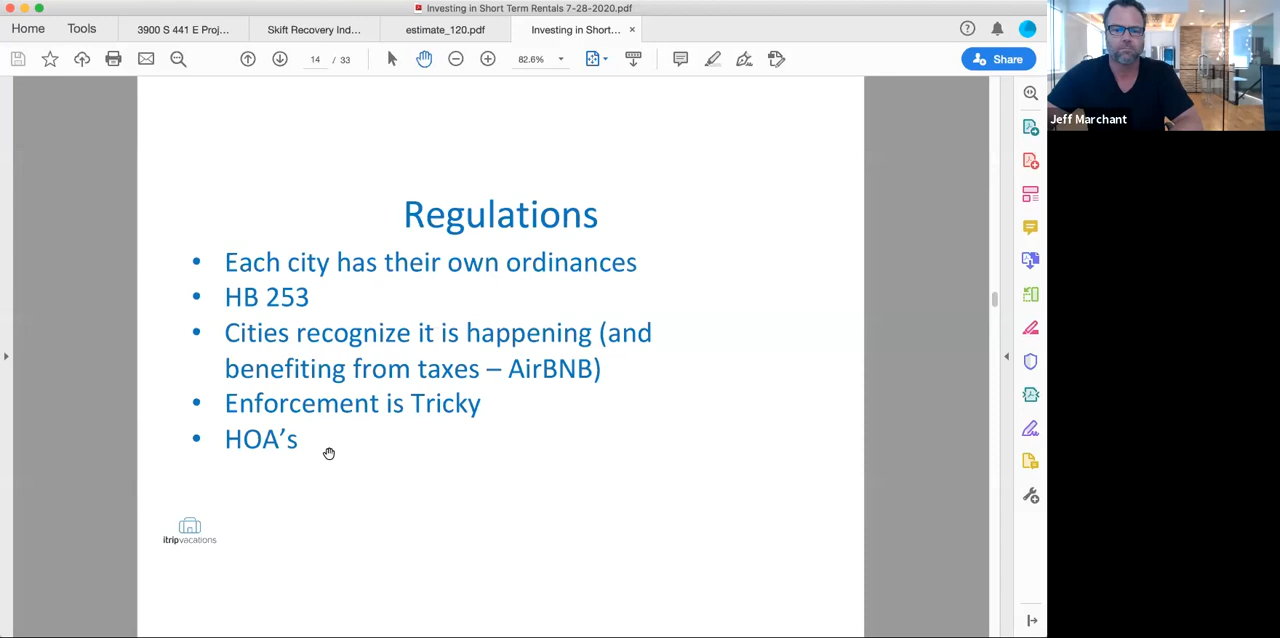 Investing in Short Term Rentals 7-28-2020.pdf
Home
Tools
3900 S 441 E Proj...
Skift Recovery Ind...
estimate_120.pdf
Investing in Short... ×
14 / 33
82.6%
Share
Jeff Marchant
Regulations
• Each city has their own ordinances
• HB 253
• Cities recognize it is happening (and
benefiting from taxes – AirBNB)
• Enforcement is Tricky
• HOA’s
itripvacations